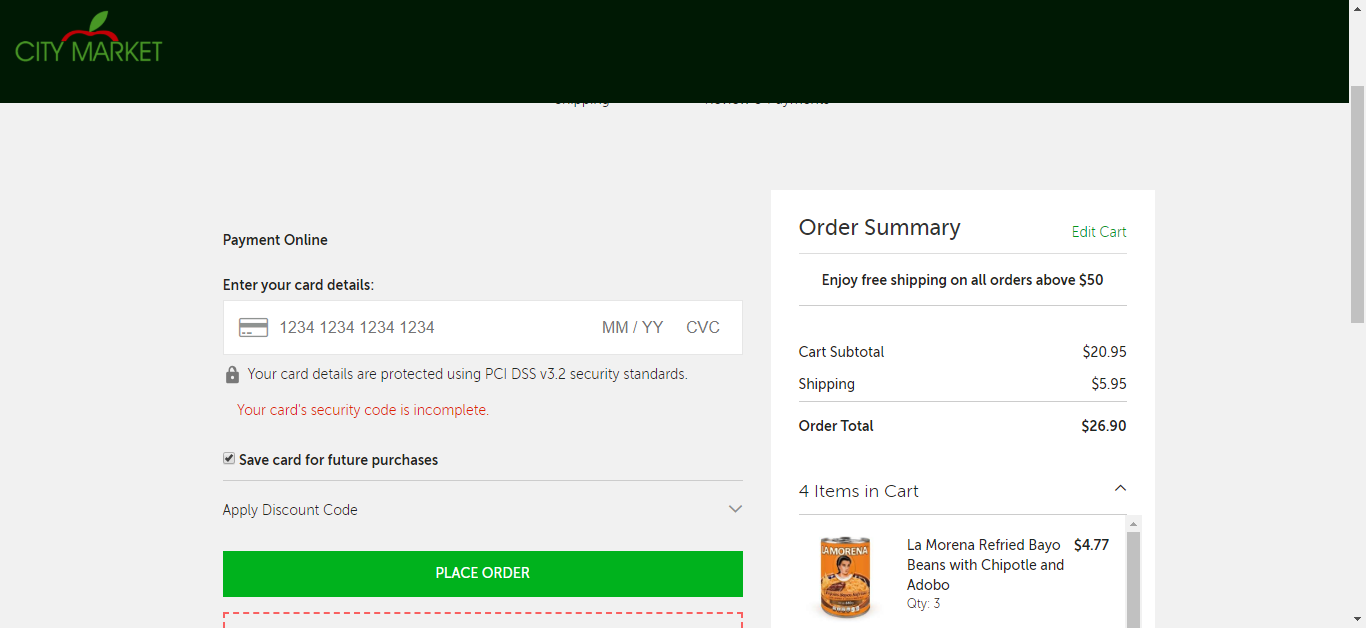 CITY MARKET
Payment Online
Enter your card details:
1234 1234 1234 1234 MM / YY CVC
Your card details are protected using PCI DSS v3.2 security standards.
Your card's security code is incomplete.
Save card for future purchases
Apply Discount Code
PLACE ORDER
Order Summary Edit Cart
Enjoy free shipping on all orders above $50
Cart Subtotal $20.95
Shipping $5.95
Order Total $26.90
4 Items in Cart
LA MORENA
La Morena Refried Bayo $4.77
Beans with Chipotle and
Adobo
Qty: 3